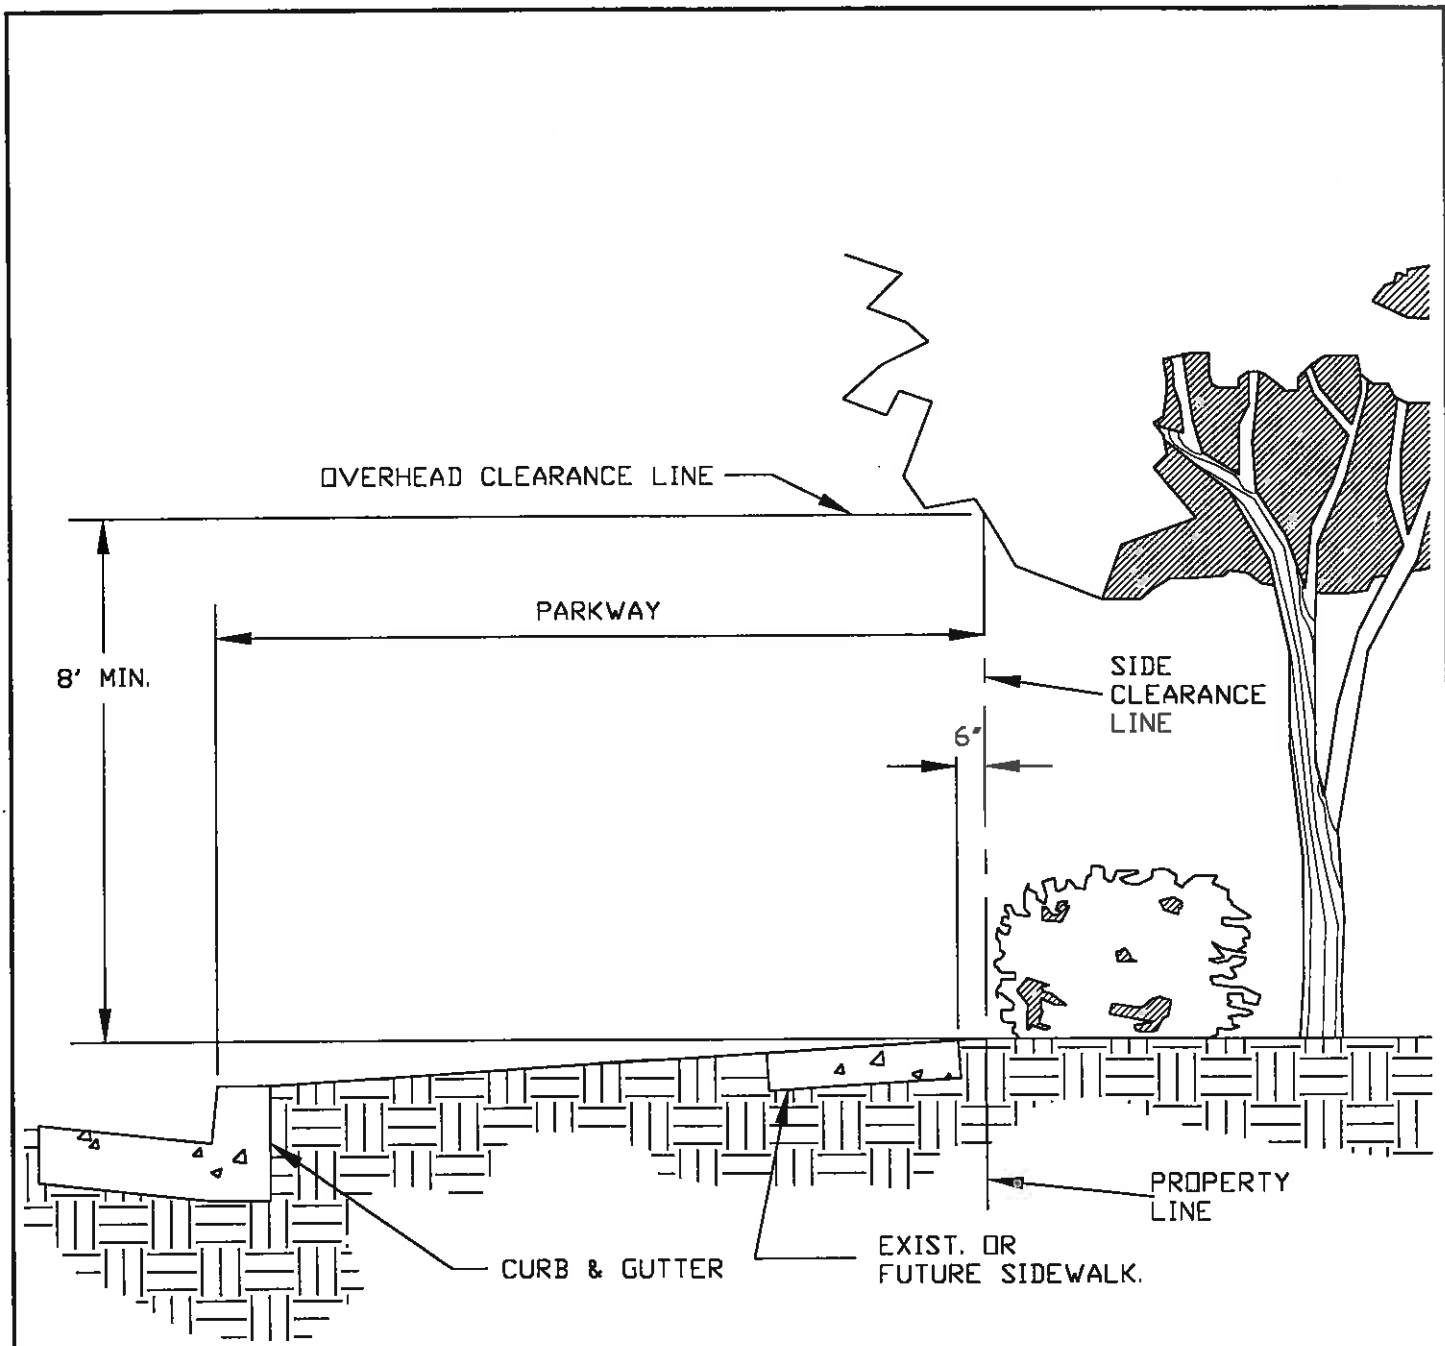 OVERHEAD CLEARANCE LINE
PARKWAY
8' MIN.
SIDE
CLEARANCE
LINE
6"
PROPERTY
LINE
EXIST. OR
FUTURE SIDEWALK.
CURB & GUTTER